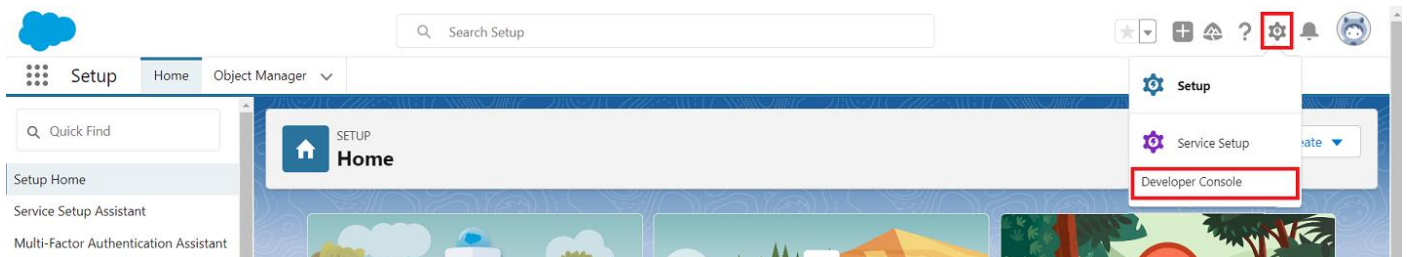 Search Setup
?
Setup Home Object Manager
Setup
Quick Find
SETUP
Home
Service Setup
eate
Setup Home
Developer Console
Service Setup Assistant
Multi-Factor Authentication Assistant